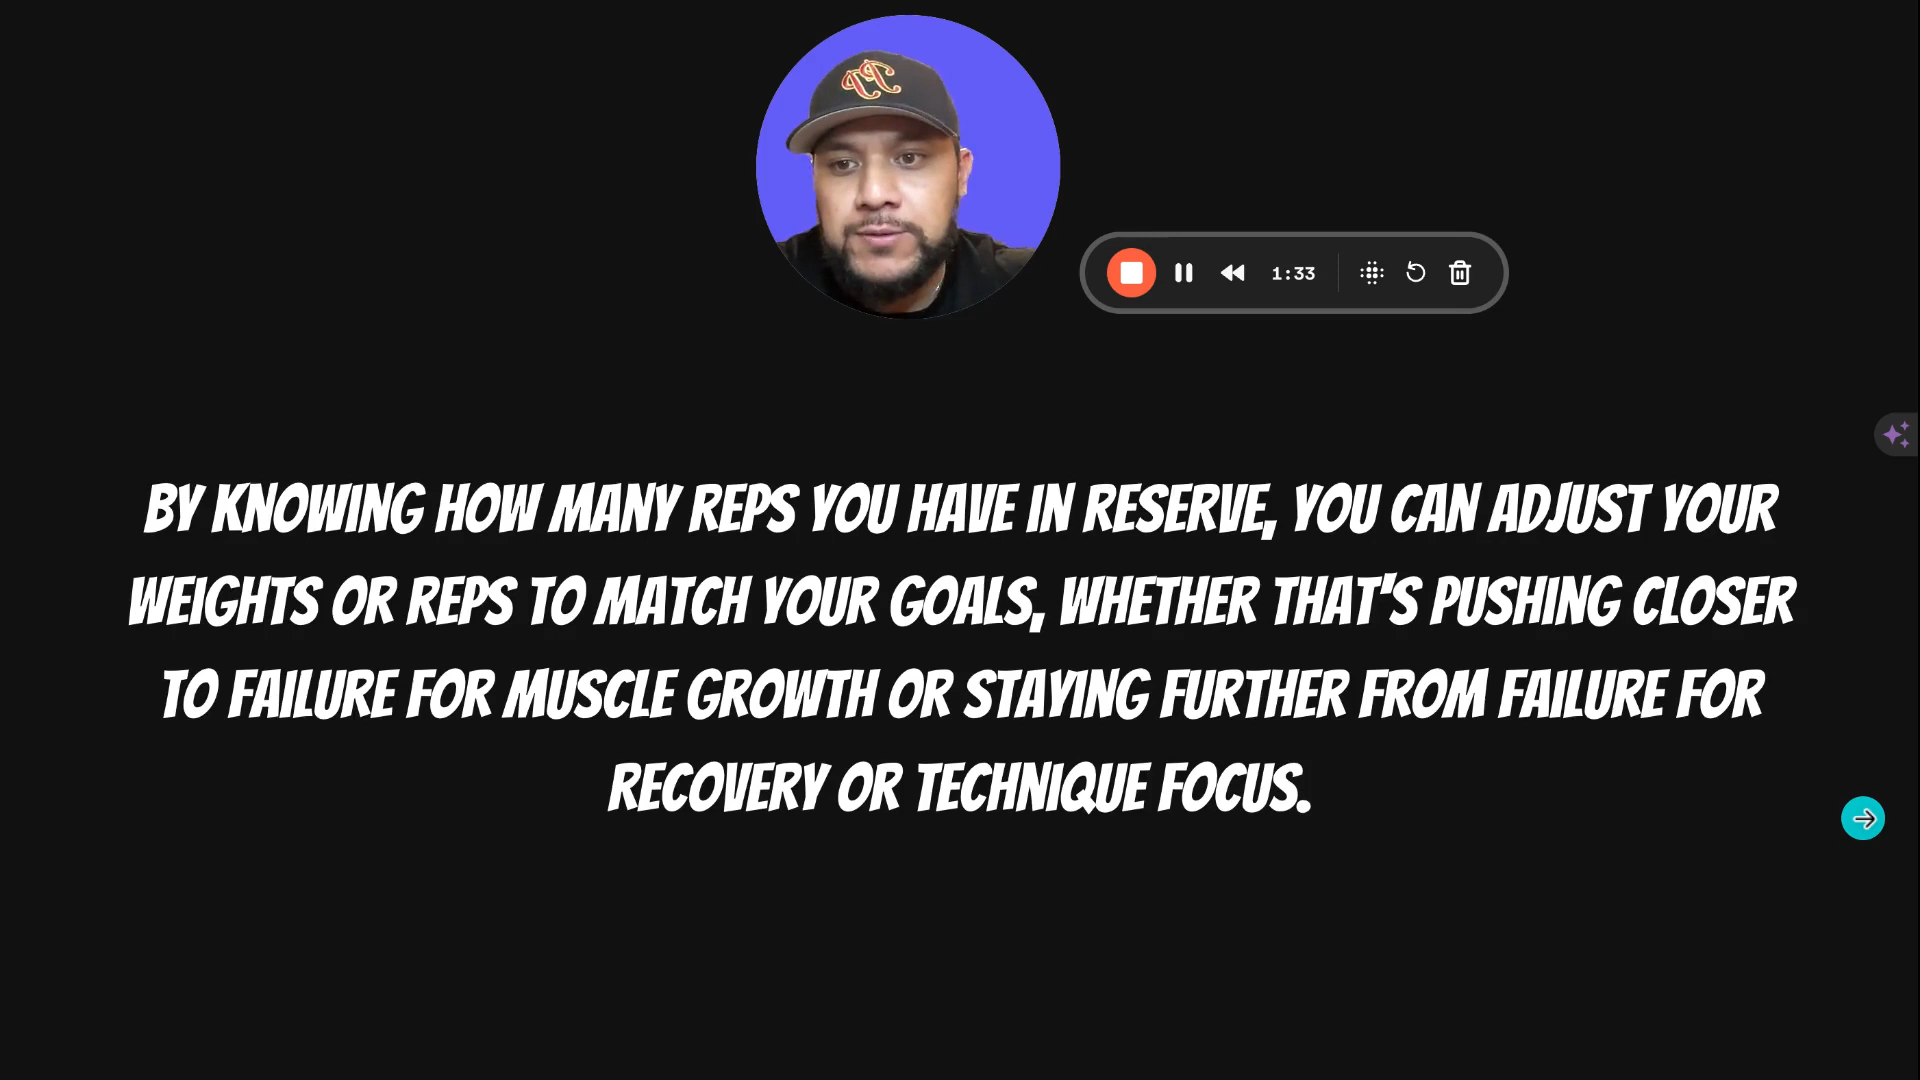 1:33
BY KNOWING HOW MANY REPS YOU HAVE IN RESERVE, YOU CAN ADJUST YOUR
WEIGHTS OR REPS TO MATCH YOUR GOALS, WHETHER THAT'S PUSHING CLOSER
TO FAILURE FOR MUSCLE GROWTH OR STAYING FURTHER FROM FAILURE FOR
RECOVERY OR TECHNIQUE FOCUS.